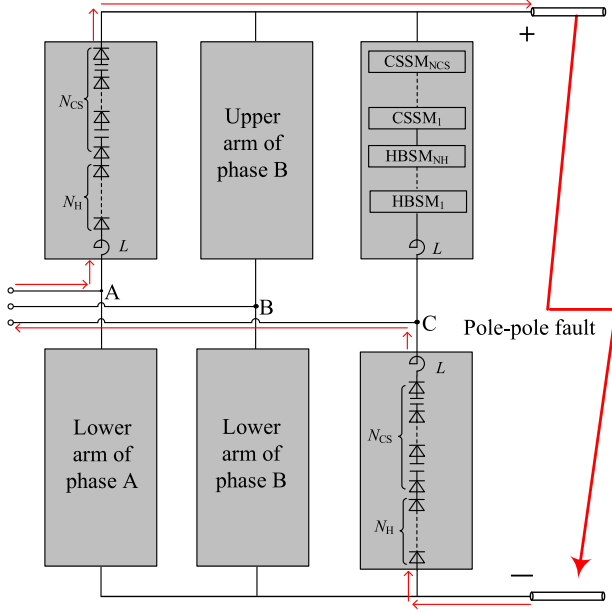 +
N_CS
N_H
L
Upper
arm of
phase B
CSSM_NCS
CSSM_1
HBSM_NH
HBSM_1
L
A
B
C
Pole-pole fault
Lower
arm of
phase A
Lower
arm of
phase B
L
N_CS
N_H
−